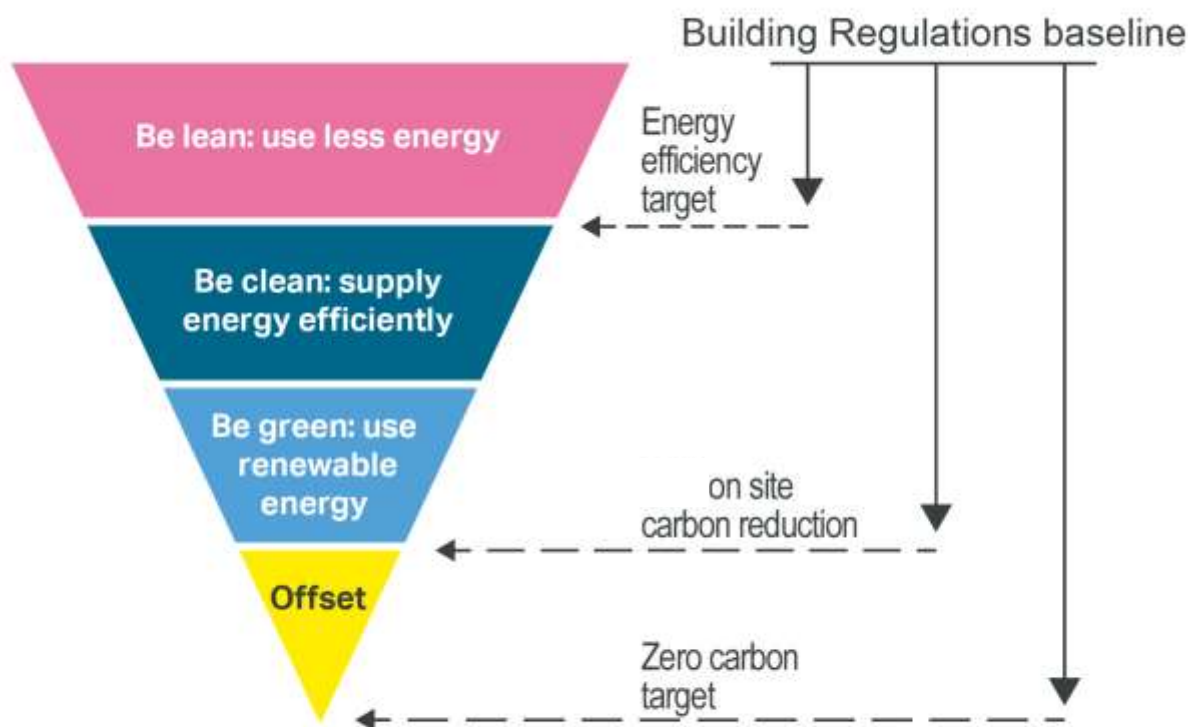 Building Regulations baseline
Be lean: use less energy
Energy
efficiency
target
Be clean: supply
energy efficiently
Be green: use
renewable
energy
on site
carbon reduction
Offset
Zero carbon
target